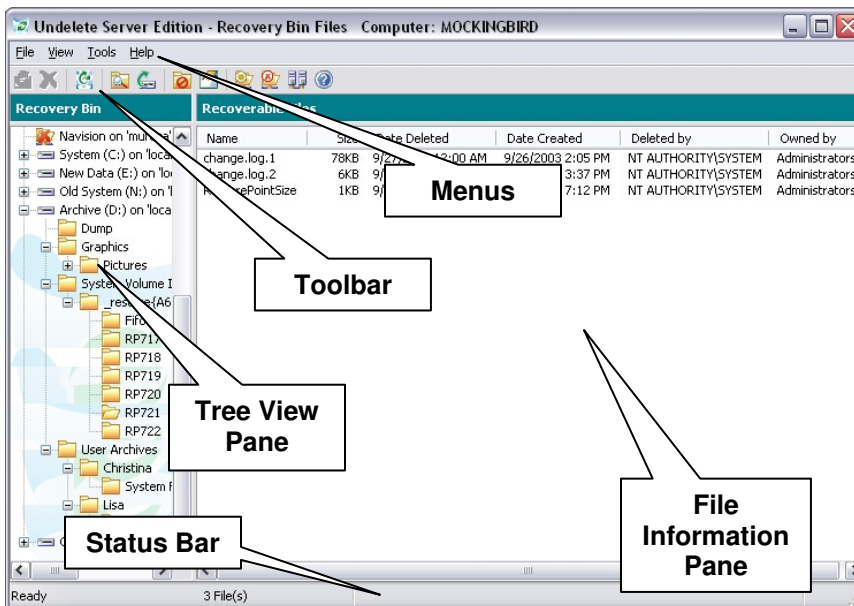 Undelete Server Edition - Recovery Bin Files Computer: MOCKINGBIRD
File View Tools Help
Recovery Bin
Recoverable Files
Name Size Date Deleted Date Created Deleted by Owned by
change.log.1 78KB 9/27/ 12:00 AM 9/26/2003 2:05 PM NT AUTHORITY\SYSTEM Administrators
change.log.2 6KB 9/ 3:37 PM NT AUTHORITY\SYSTEM Administrators
PointSize 1KB 9/ 7:12 PM NT AUTHORITY\SYSTEM Administrators
Navision on
System (C:) on 'loca
New Data (E:) on 'lo
Old System (N:) on '
Archive (D:) on 'loca
Dump
Graphics
Pictures
System Volume I
{A6
Fifo
RP717
RP718
RP719
RP720
RP721
RP722
User Archives
Christina
System
Lisa
Menus
Toolbar
Tree View
Pane
File
Information
Pane
Status Bar
Ready
3 File(s)